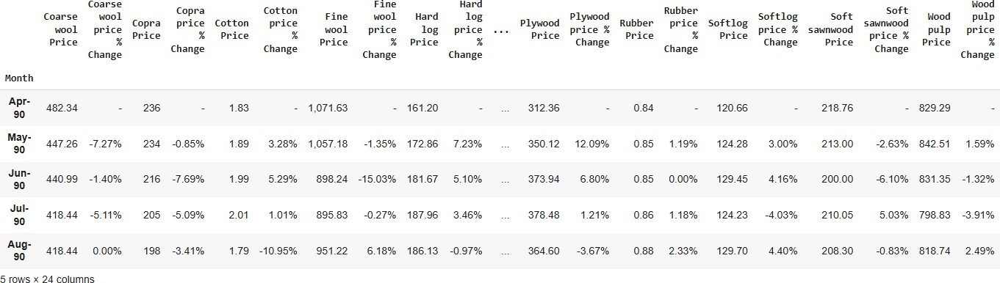 Coarse wool Price Coarse wool price % Change Copra Price Copra price % Change Cotton Price Cotton price % Change Fine wool Price Fine wool price % Change Hard log Price Hard log price % Change ... Plywood Price Plywood price % Change Rubber Price Rubber price % Change Softlog Price Softlog price % Change Soft sawnwood Price Soft sawnwood price % Change Wood pulp Price Wood pulp price % Change
Month
Apr-90 482.34 - 236 - 1.83 - 1,071.63 - 161.20 - ... 312.36 - 0.84 - 120.66 - 218.76 - 829.29 -
May-90 447.26 -7.27% 234 -0.85% 1.89 3.28% 1,057.18 -1.35% 172.86 7.23% ... 350.12 12.09% 0.85 1.19% 124.28 3.00% 213.00 -2.63% 842.51 1.59%
Jun-90 440.99 -1.40% 216 -7.69% 1.99 5.29% 898.24 -15.03% 181.67 5.10% ... 373.94 6.80% 0.85 0.00% 129.45 4.16% 200.00 -6.10% 831.35 -1.32%
Jul-90 418.44 -5.11% 205 -5.09% 2.01 1.01% 895.83 -0.27% 187.96 3.46% ... 378.48 1.21% 0.86 1.18% 124.23 -4.03% 210.05 5.03% 798.83 -3.91%
Aug-90 418.44 0.00% 198 -3.41% 1.79 -10.95% 951.22 6.18% 186.13 -0.97% ... 364.60 -3.67% 0.88 2.33% 129.70 4.40% 208.30 -0.83% 818.74 2.49%
5 rows × 24 columns